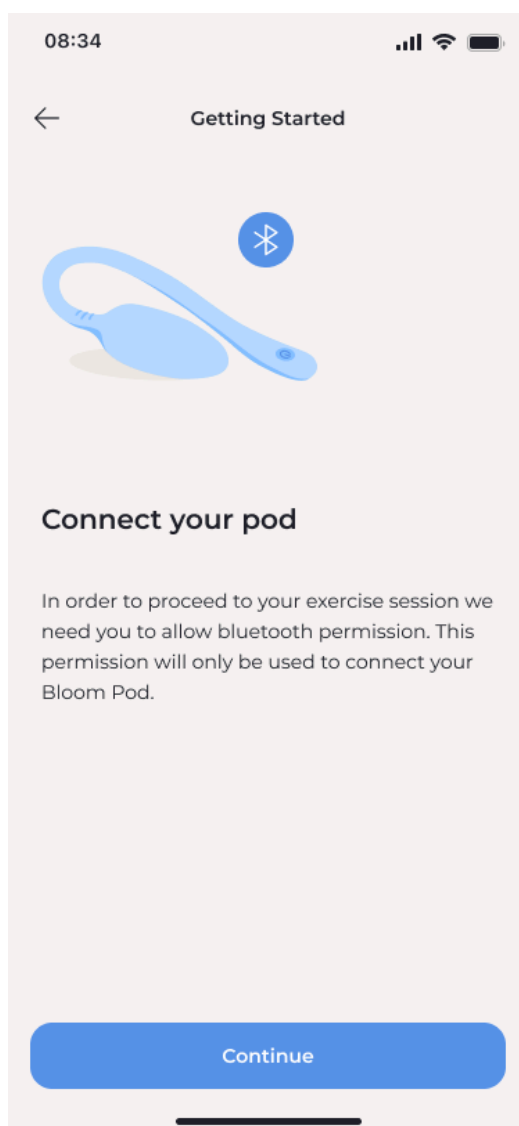 08:34
Getting Started
Connect your pod
In order to proceed to your exercise session we
need you to allow bluetooth permission. This
permission will only be used to connect your
Bloom Pod.
Continue